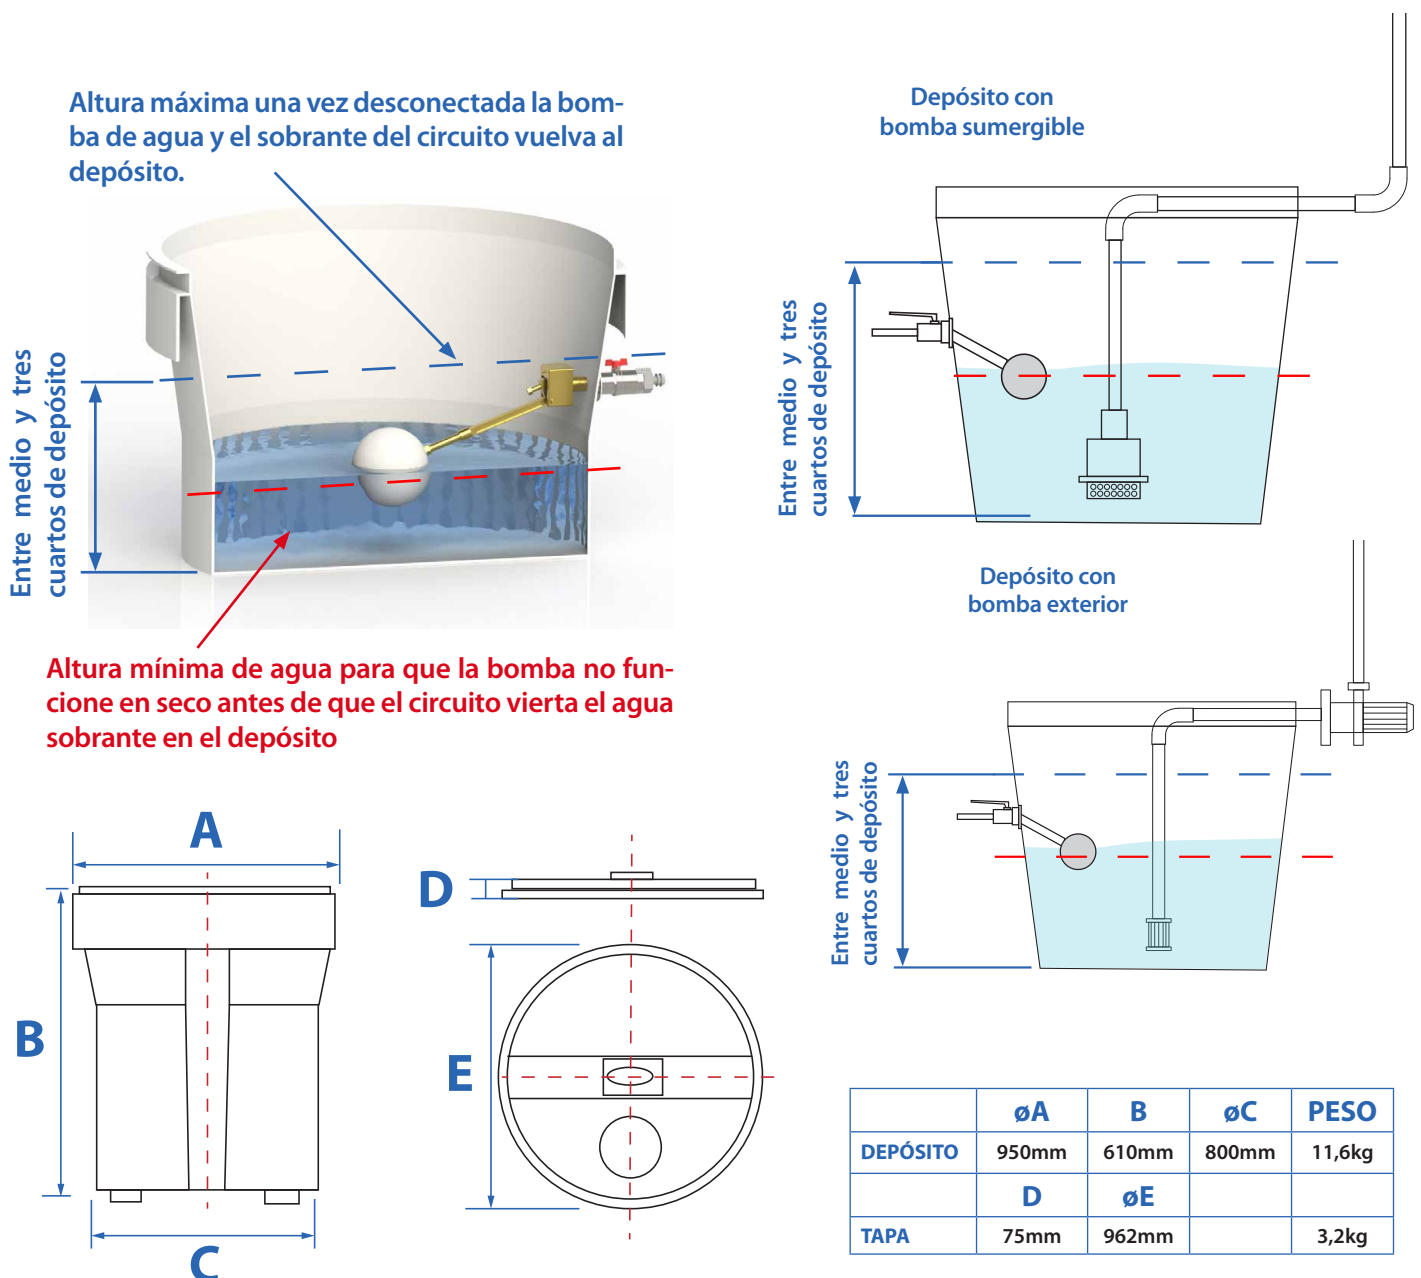 Altura máxima una vez desconectada la bom-
ba de agua y el sobrante del circuito vuelva al
depósito.
Entre medio y tres
cuartos de depósito
Altura mínima de agua para que la bomba no fun-
cione en seco antes de que el circuito vierta el agua
sobrante en el depósito
Depósito con
bomba sumergible
Entre medio y tres
cuartos de depósito
Depósito con
bomba exterior
Entre medio y tres
cuartos de depósito
A
B
C
D
E
øA B øC PESO
DEPÓSITO 950mm 610mm 800mm 11,6kg
D øE
TAPA 75mm 962mm 3,2kg